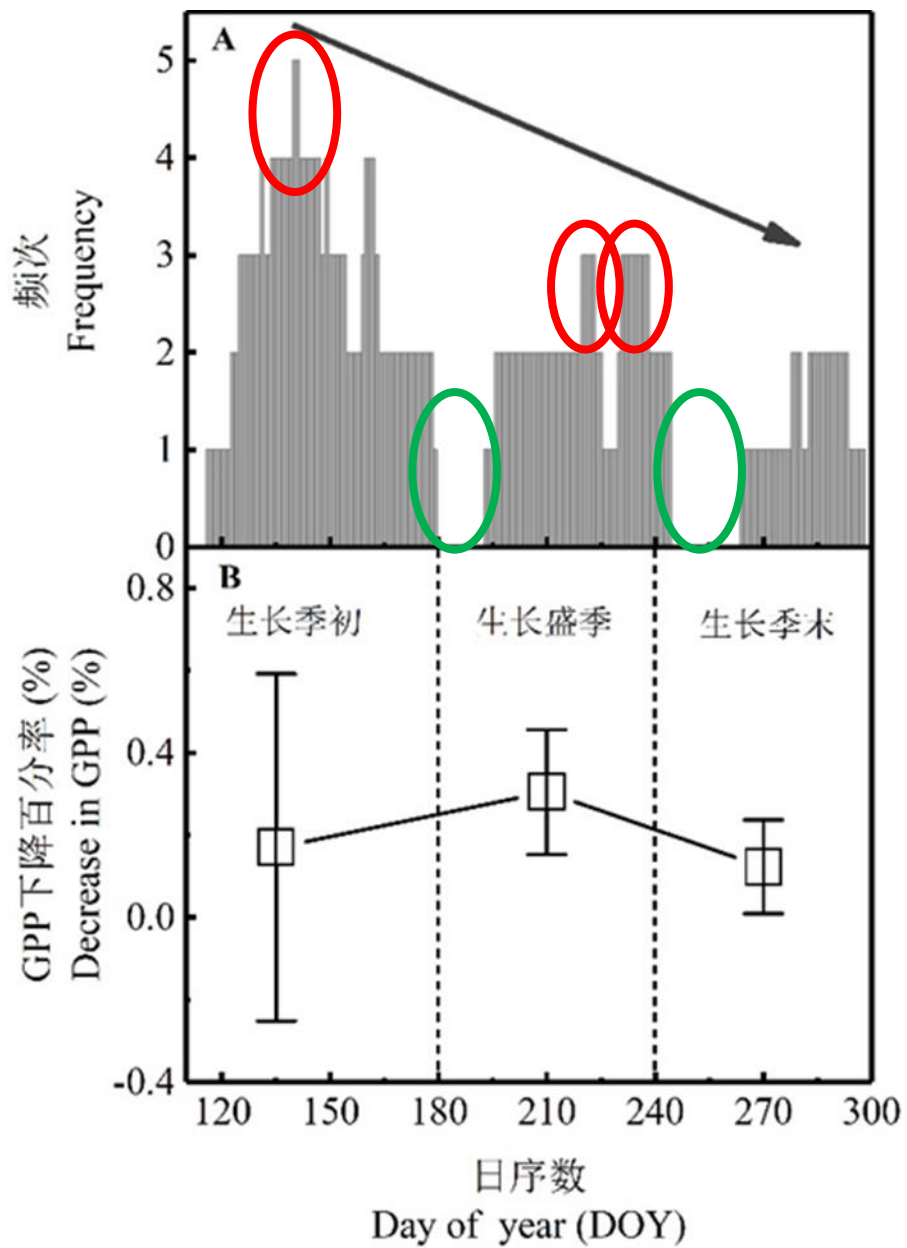 A
5
4
3
2
1
0
频次
Frequency
B
生长季初
生长盛季
生长季末
0.8
0.4
0.0
-0.4
GPP下降百分率 (%)
Decrease in GPP (%)
120 150 180 210 240 270 300
日序数
Day of year (DOY)